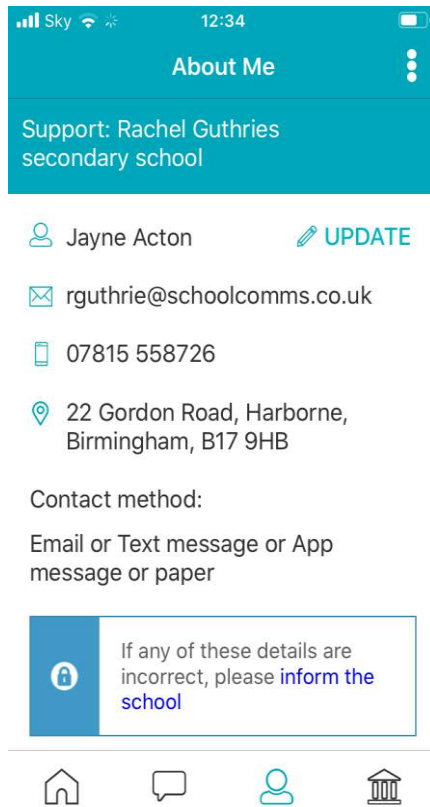 Sky 12:34
About Me
Support: Rachel Guthries
secondary school
Jayne Acton UPDATE
rguthrie@schoolcomms.co.uk
07815 558726
22 Gordon Road, Harborne,
Birmingham, B17 9HB
Contact method:
Email or Text message or App
message or paper
If any of these details are
incorrect, please inform the
school